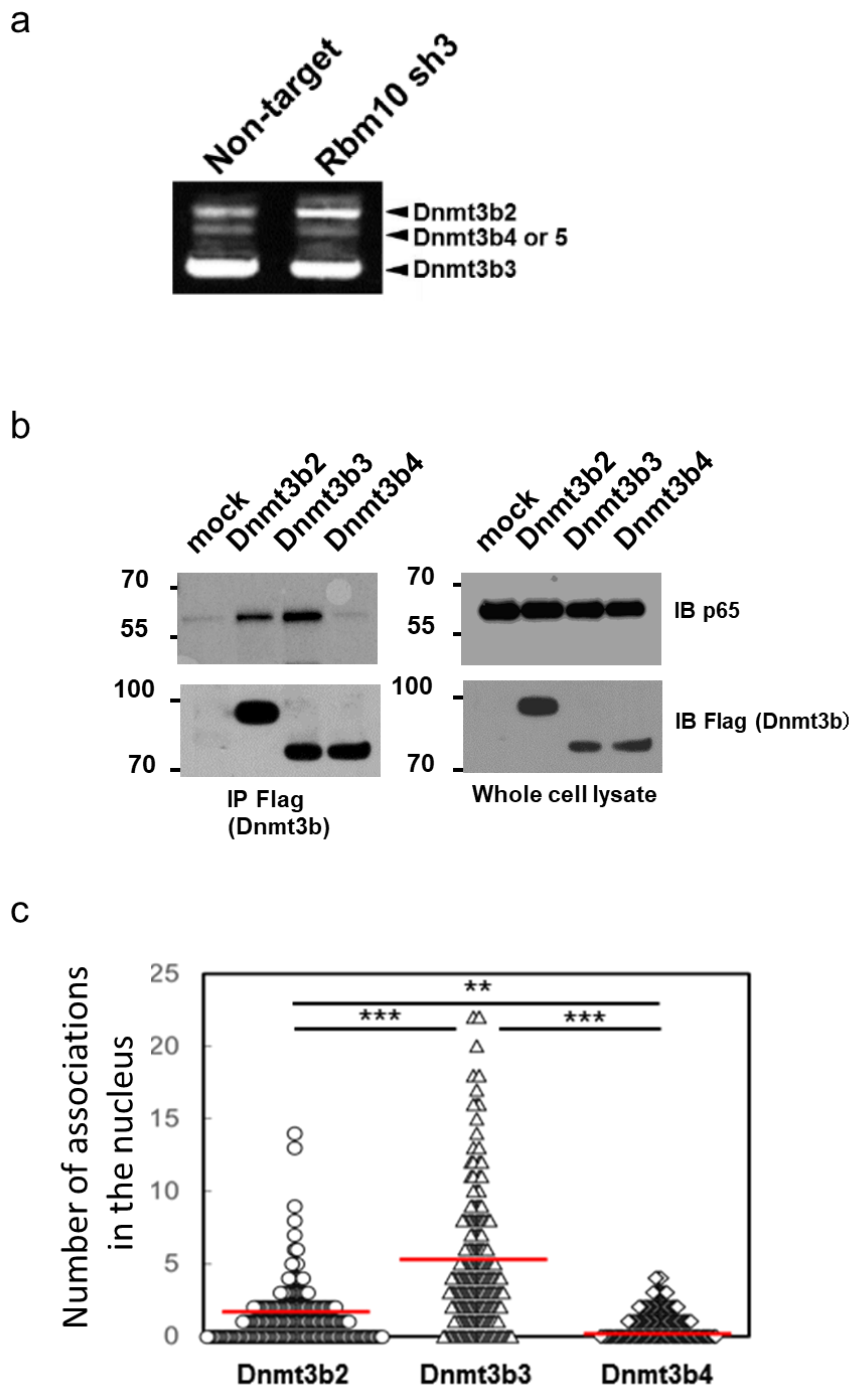 a
Non-target
Rbm10 sh3
Dnmt3b2
Dnmt3b4 or 5
Dnmt3b3
b
mock
Dnmt3b2
Dnmt3b3
Dnmt3b4
70
55
100
70
IP Flag
(Dnmt3b)
mock
Dnmt3b2
Dnmt3b3
Dnmt3b4
70
55
IB p65
100
70
IB Flag (Dnmt3b)
Whole cell lysate
c
Number of associations
in the nucleus
25
20
15
10
5
0
**
***
***
Dnmt3b2
Dnmt3b3
Dnmt3b4